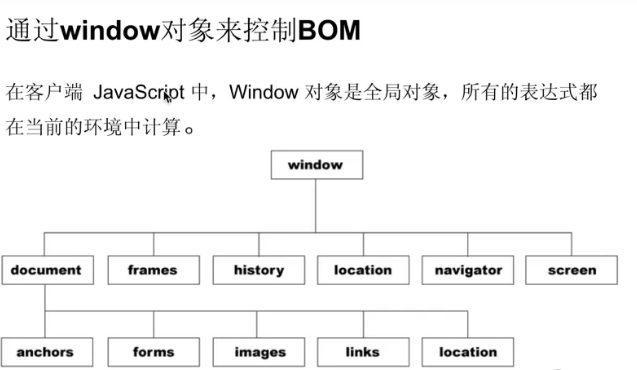 通过window对象来控制BOM
在客户端 JavaScript 中，Window 对象是全局对象，所有的表达式都
在当前的环境中计算。
window
document frames history location navigator screen
anchors forms images links location